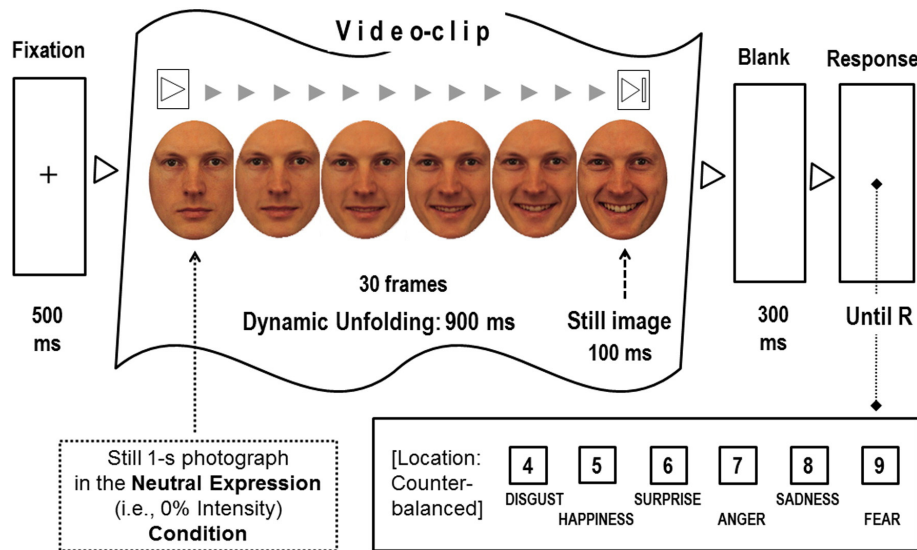 Video-clip
Fixation
+
500
ms
30 frames
Dynamic Unfolding: 900 ms
Still image
100 ms
Blank
300
ms
Response
Until R
Still 1-s photograph
in the Neutral Expression
(i.e., 0% Intensity)
Condition
[Location:
Counter-
balanced]
4 5 6 7 8 9
DISGUST SURPRISE SADNESS
HAPPINESS ANGER FEAR